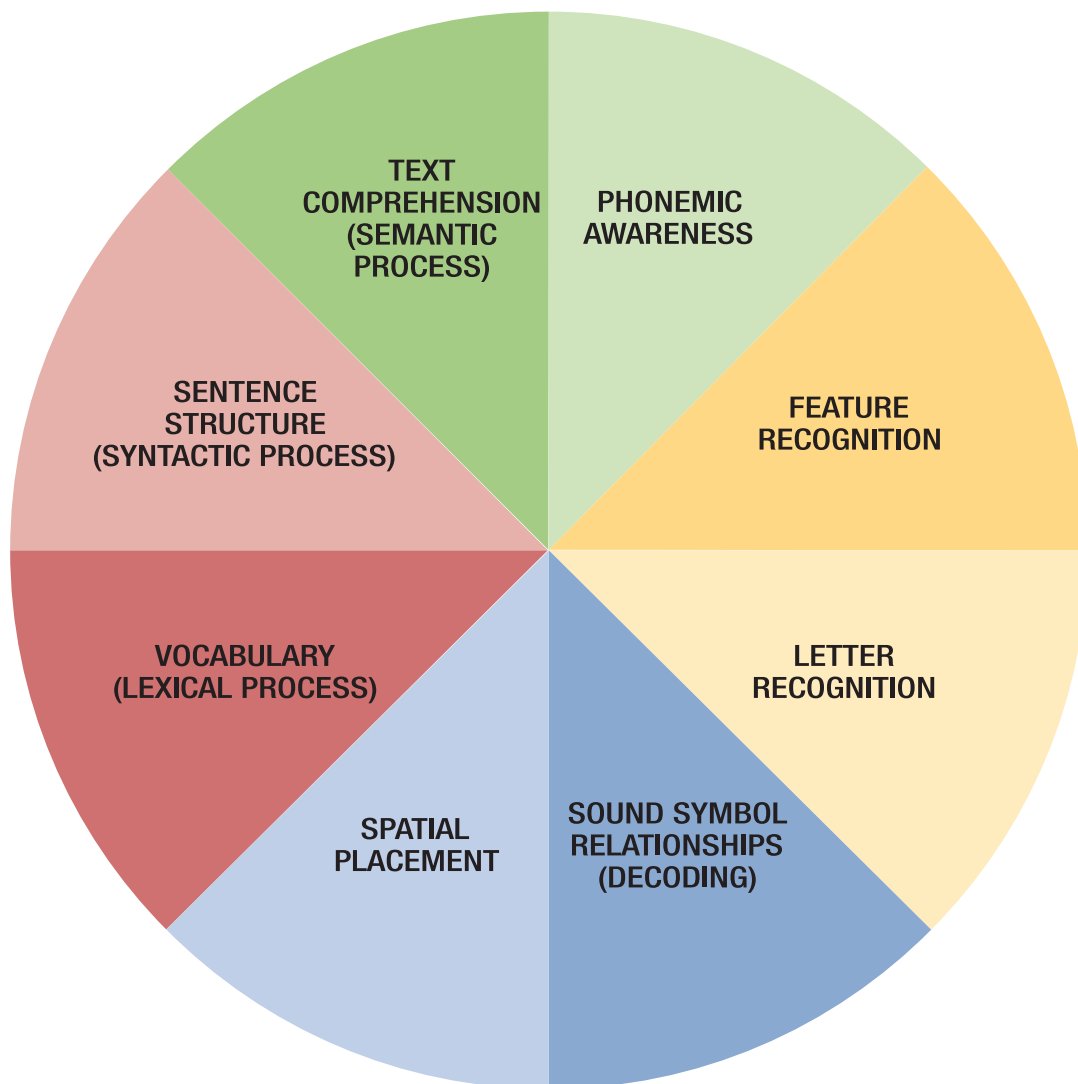 TEXT
COMPREHENSION
(SEMANTIC
PROCESS)
PHONEMIC
AWARENESS
FEATURE
RECOGNITION
LETTER
RECOGNITION
SOUND SYMBOL
RELATIONSHIPS
(DECODING)
SPATIAL
PLACEMENT
VOCABULARY
(LEXICAL PROCESS)
SENTENCE
STRUCTURE
(SYNTACTIC PROCESS)